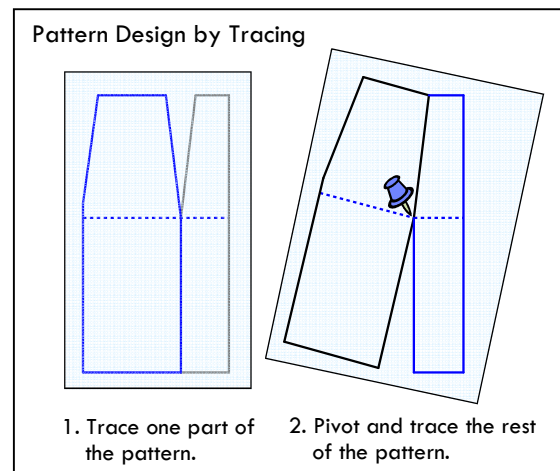 Pattern Design by Tracing
1. Trace one part of
the pattern.
2. Pivot and trace the rest
of the pattern.